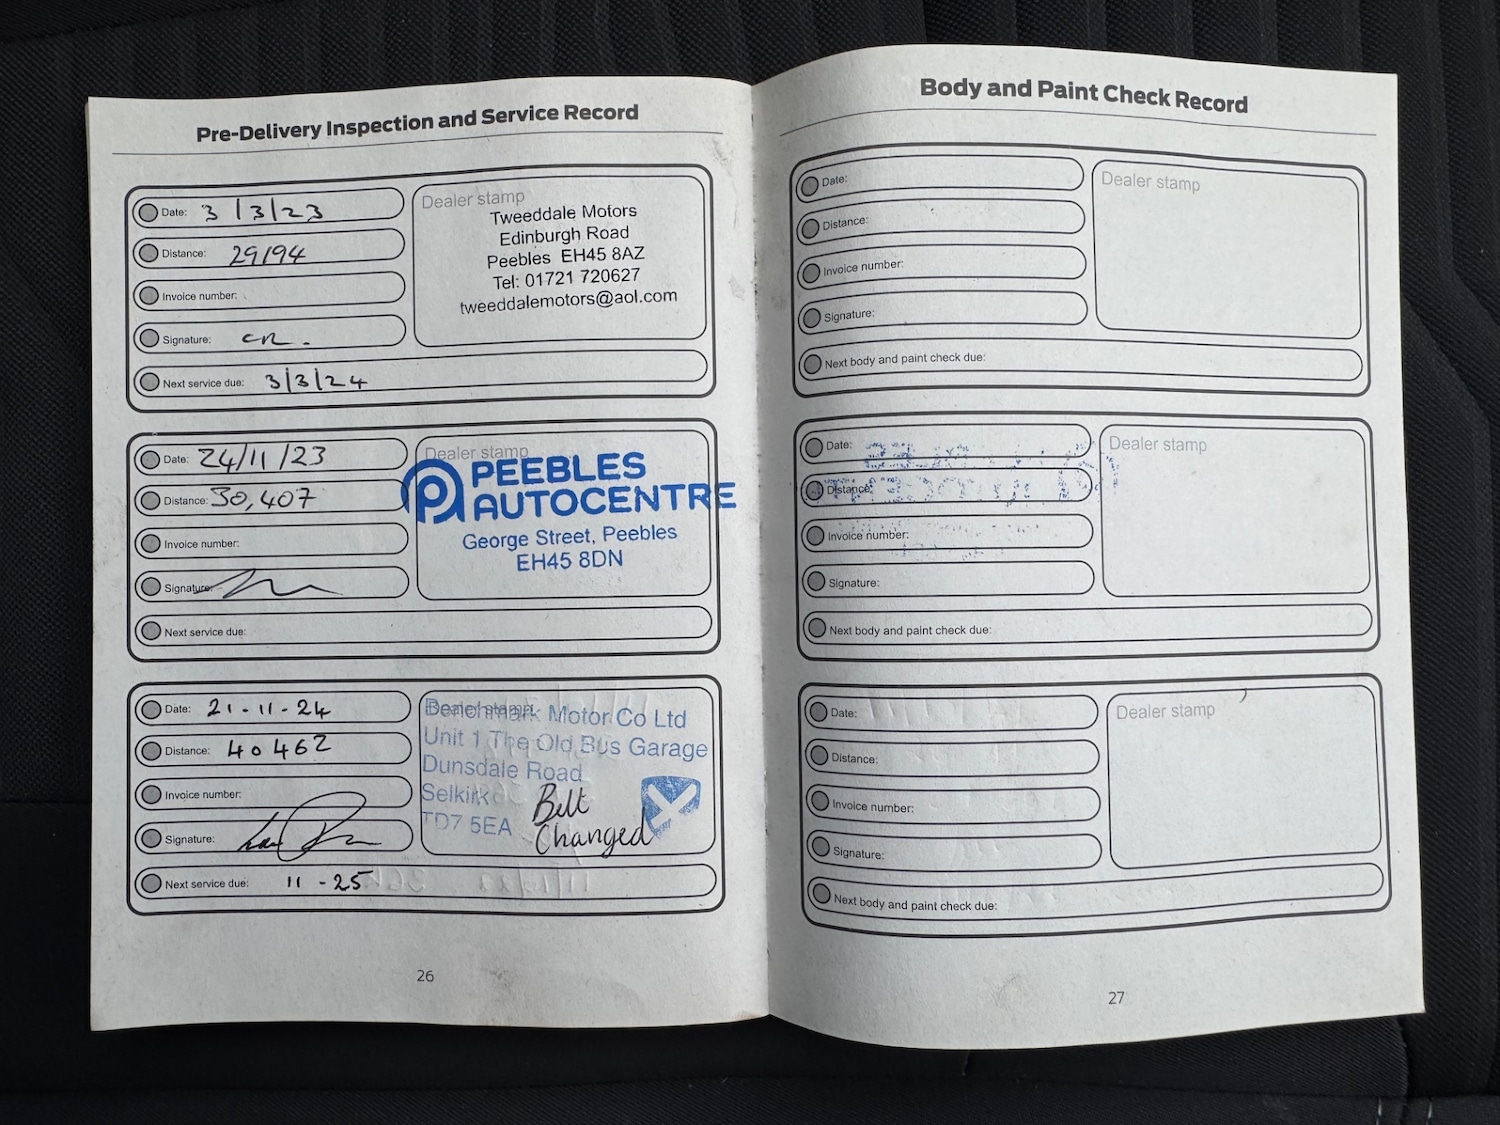 Pre-Delivery Inspection and Service Record
Date: 3/3/23
Distance: 29194
Invoice number:
Signature: CR.
Next service due: 3/3/24
Dealer stamp
Tweeddale Motors
Edinburgh Road
Peebles EH45 8AZ
Tel: 01721 720627
tweeddalemotors@aol.com
Date: 24/11/23
Distance: 30,407
Invoice number:
Signature:
Next service due:
Dealer stamp
PEEBLES
AUTOCENTRE
George Street, Peebles
EH45 8DN
Date: 21-11-24
Distance: 40462
Invoice number:
Signature:
Next service due: 11-25
Dealer stamp
Benchmark Motor Co Ltd
Unit 1 The Old Bus Garage
Dunsdale Road
Selkirk
TD7 5EA
Belt
Changed
26
Body and Paint Check Record
Date:
Distance:
Invoice number:
Signature:
Next body and paint check due:
Dealer stamp
Date:
Distance:
Invoice number:
Signature:
Next body and paint check due:
Dealer stamp
Date:
Distance:
Invoice number:
Signature:
Next body and paint check due:
Dealer stamp
27